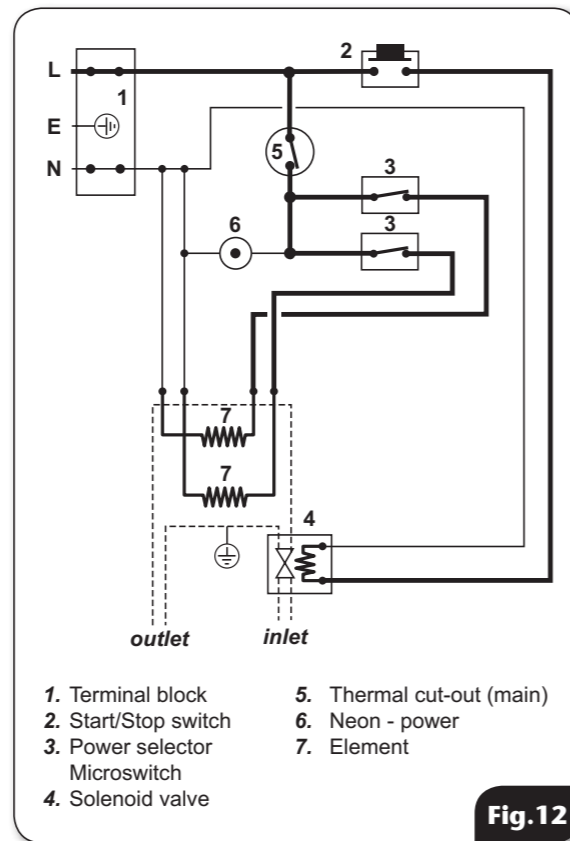 2
L
1
E
5
3
N
3
6
7
7
4
outlet
inlet
1. Terminal block
2. Start/Stop switch
3. Power selector
Microswitch
4. Solenoid valve
5. Thermal cut-out (main)
6. Neon - power
7. Element
Fig.12